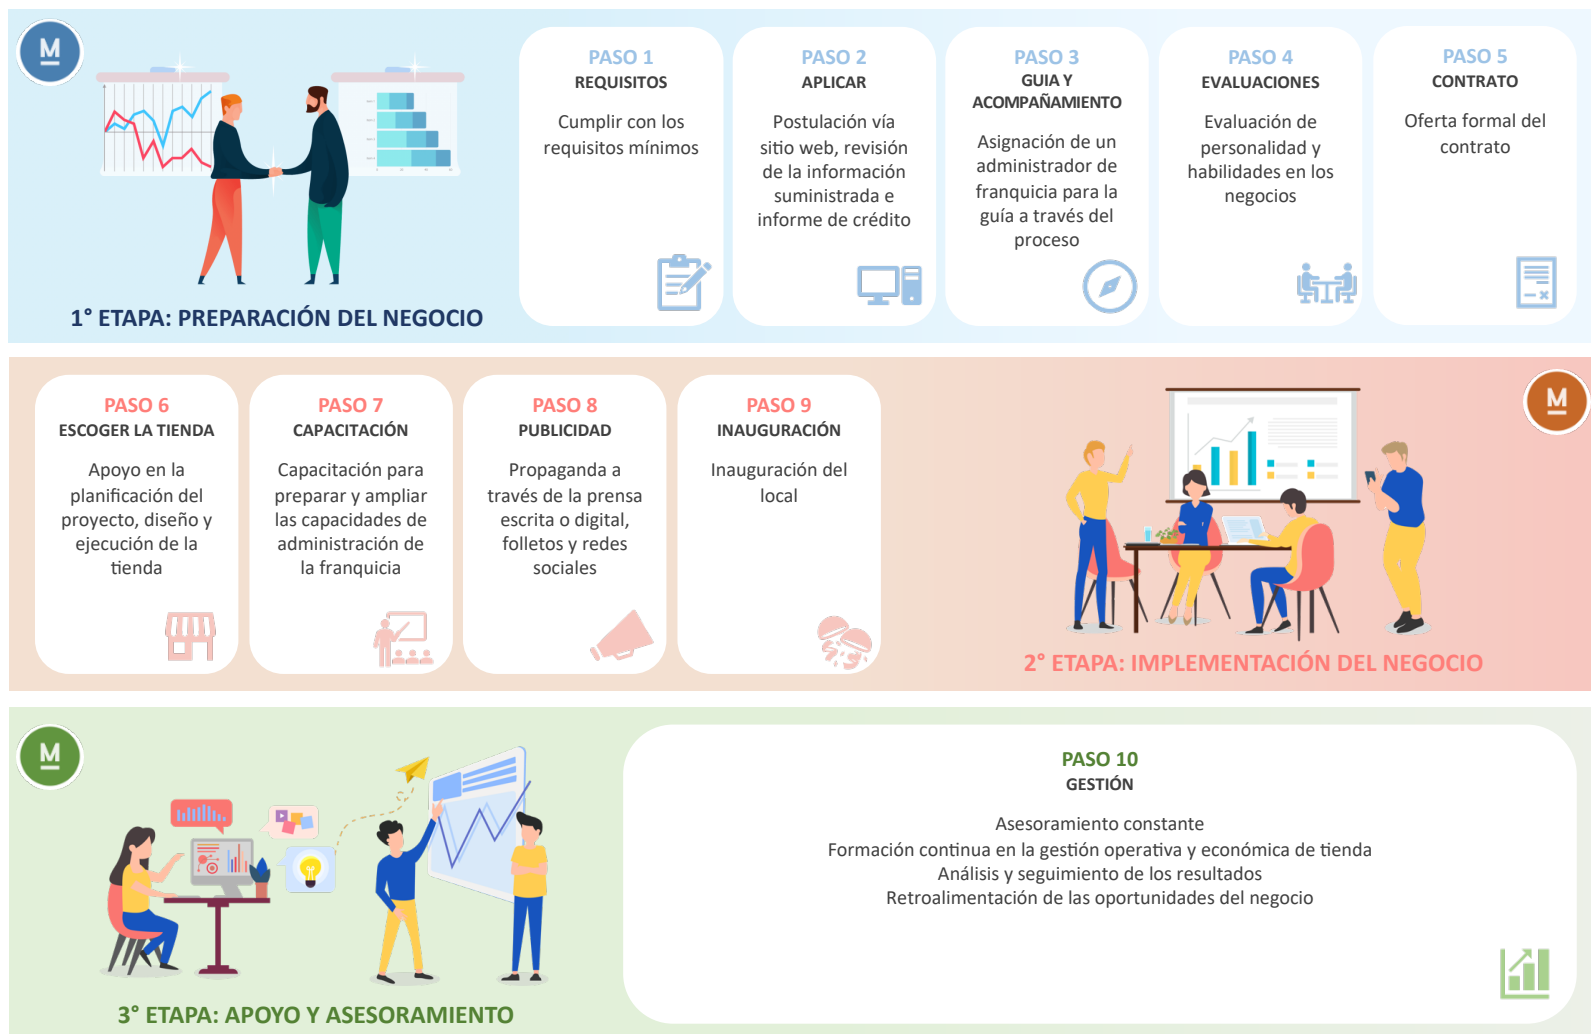 M
PASO 1
REQUISITOS
Cumplir con los
requisitos mínimos
PASO 2
APLICAR
Postulación vía
sitio web, revisión
de la información
suministrada e
informe de crédito
PASO 3
GUIA Y
ACOMPAÑAMIENTO
Asignación de un
administrador de
franquicia para la
guía a través del
proceso
PASO 4
EVALUACIONES
Evaluación de
personalidad y
habilidades en los
negocios
PASO 5
CONTRATO
Oferta formal del
contrato
1° ETAPA: PREPARACIÓN DEL NEGOCIO
PASO 6
ESCOGER LA TIENDA
Apoyo en la
planificación del
proyecto, diseño y
ejecución de la
tienda
PASO 7
CAPACITACIÓN
Capacitación para
preparar y ampliar
las capacidades de
administración de
la franquicia
PASO 8
PUBLICIDAD
Propaganda a
través de la prensa
escrita o digital,
folletos y redes
sociales
PASO 9
INAUGURACIÓN
Inauguración del
local
M
2° ETAPA: IMPLEMENTACIÓN DEL NEGOCIO
M
PASO 10
GESTIÓN
Asesoramiento constante
Formación continua en la gestión operativa y económica de tienda
Análisis y seguimiento de los resultados
Retroalimentación de las oportunidades del negocio
3° ETAPA: APOYO Y ASESORAMIENTO